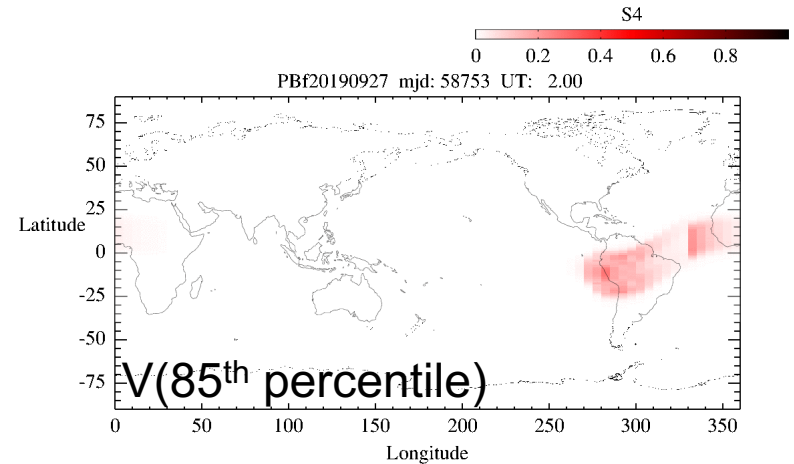 S4
0 0.2 0.4 0.6 0.8
PBf20190927 mjd: 58753 UT: 2.00
75
50
25
Latitude
0
-25
-50
-75
V(85th percentile)
0 50 100 150 200 250 300 350
Longitude